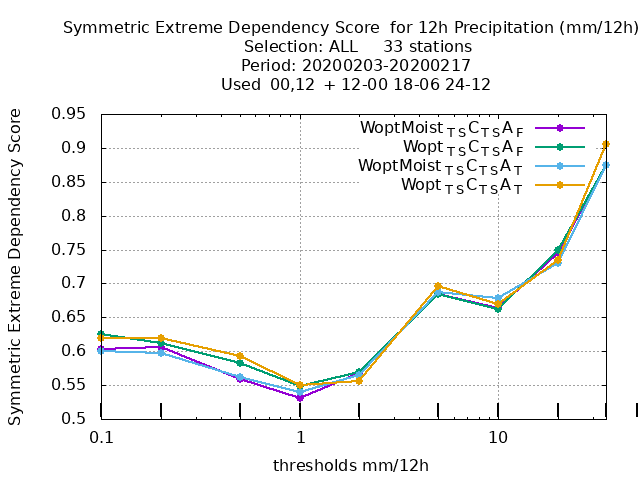 Symmetric Extreme Dependency Score  for 12h Precipitation (mm/12h)
Selection: ALL     33 stations
Period: 20200203-20200217
Used  00,12  + 12-00 18-06 24-12
Symmetric Extreme Dependency Score
0.95
0.9
0.85
0.8
0.75
0.7
0.65
0.6
0.55
0.5
WoptMoist TS C TS A F
Wopt TS C TS A F
WoptMoist TS C TS A T
Wopt TS C TS A T
0.1 1 10
thresholds mm/12h